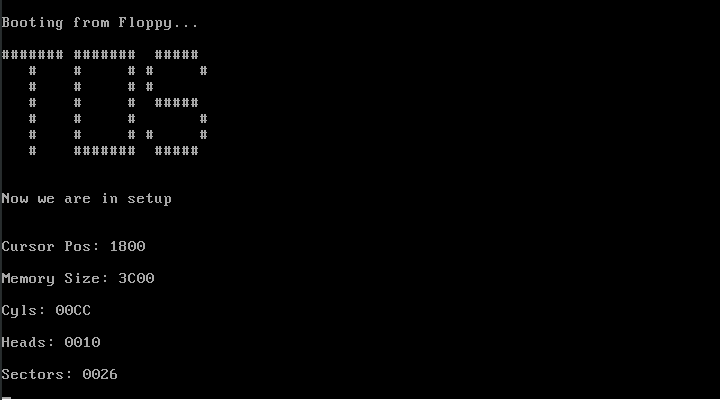 Booting from Floppy...
####### #######  #####
   #    #     # #     #
   #    #     # #
   #    #     #  #####
   #    #     #       #
   #    #     # #     #
   #    #######  #####
Now we are in setup
Cursor Pos: 1800
Memory Size: 3C00
Cyls: 00CC
Heads: 0010
Sectors: 0026